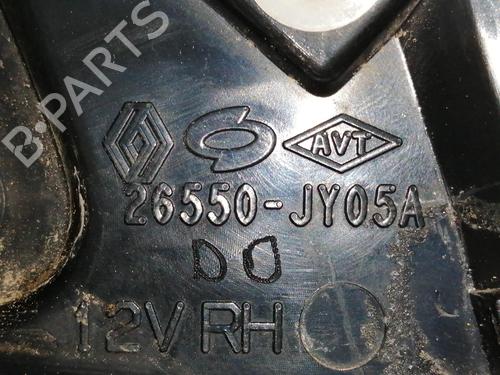 B-PARTS
AVT
26550-JY05A
DO
12V RH